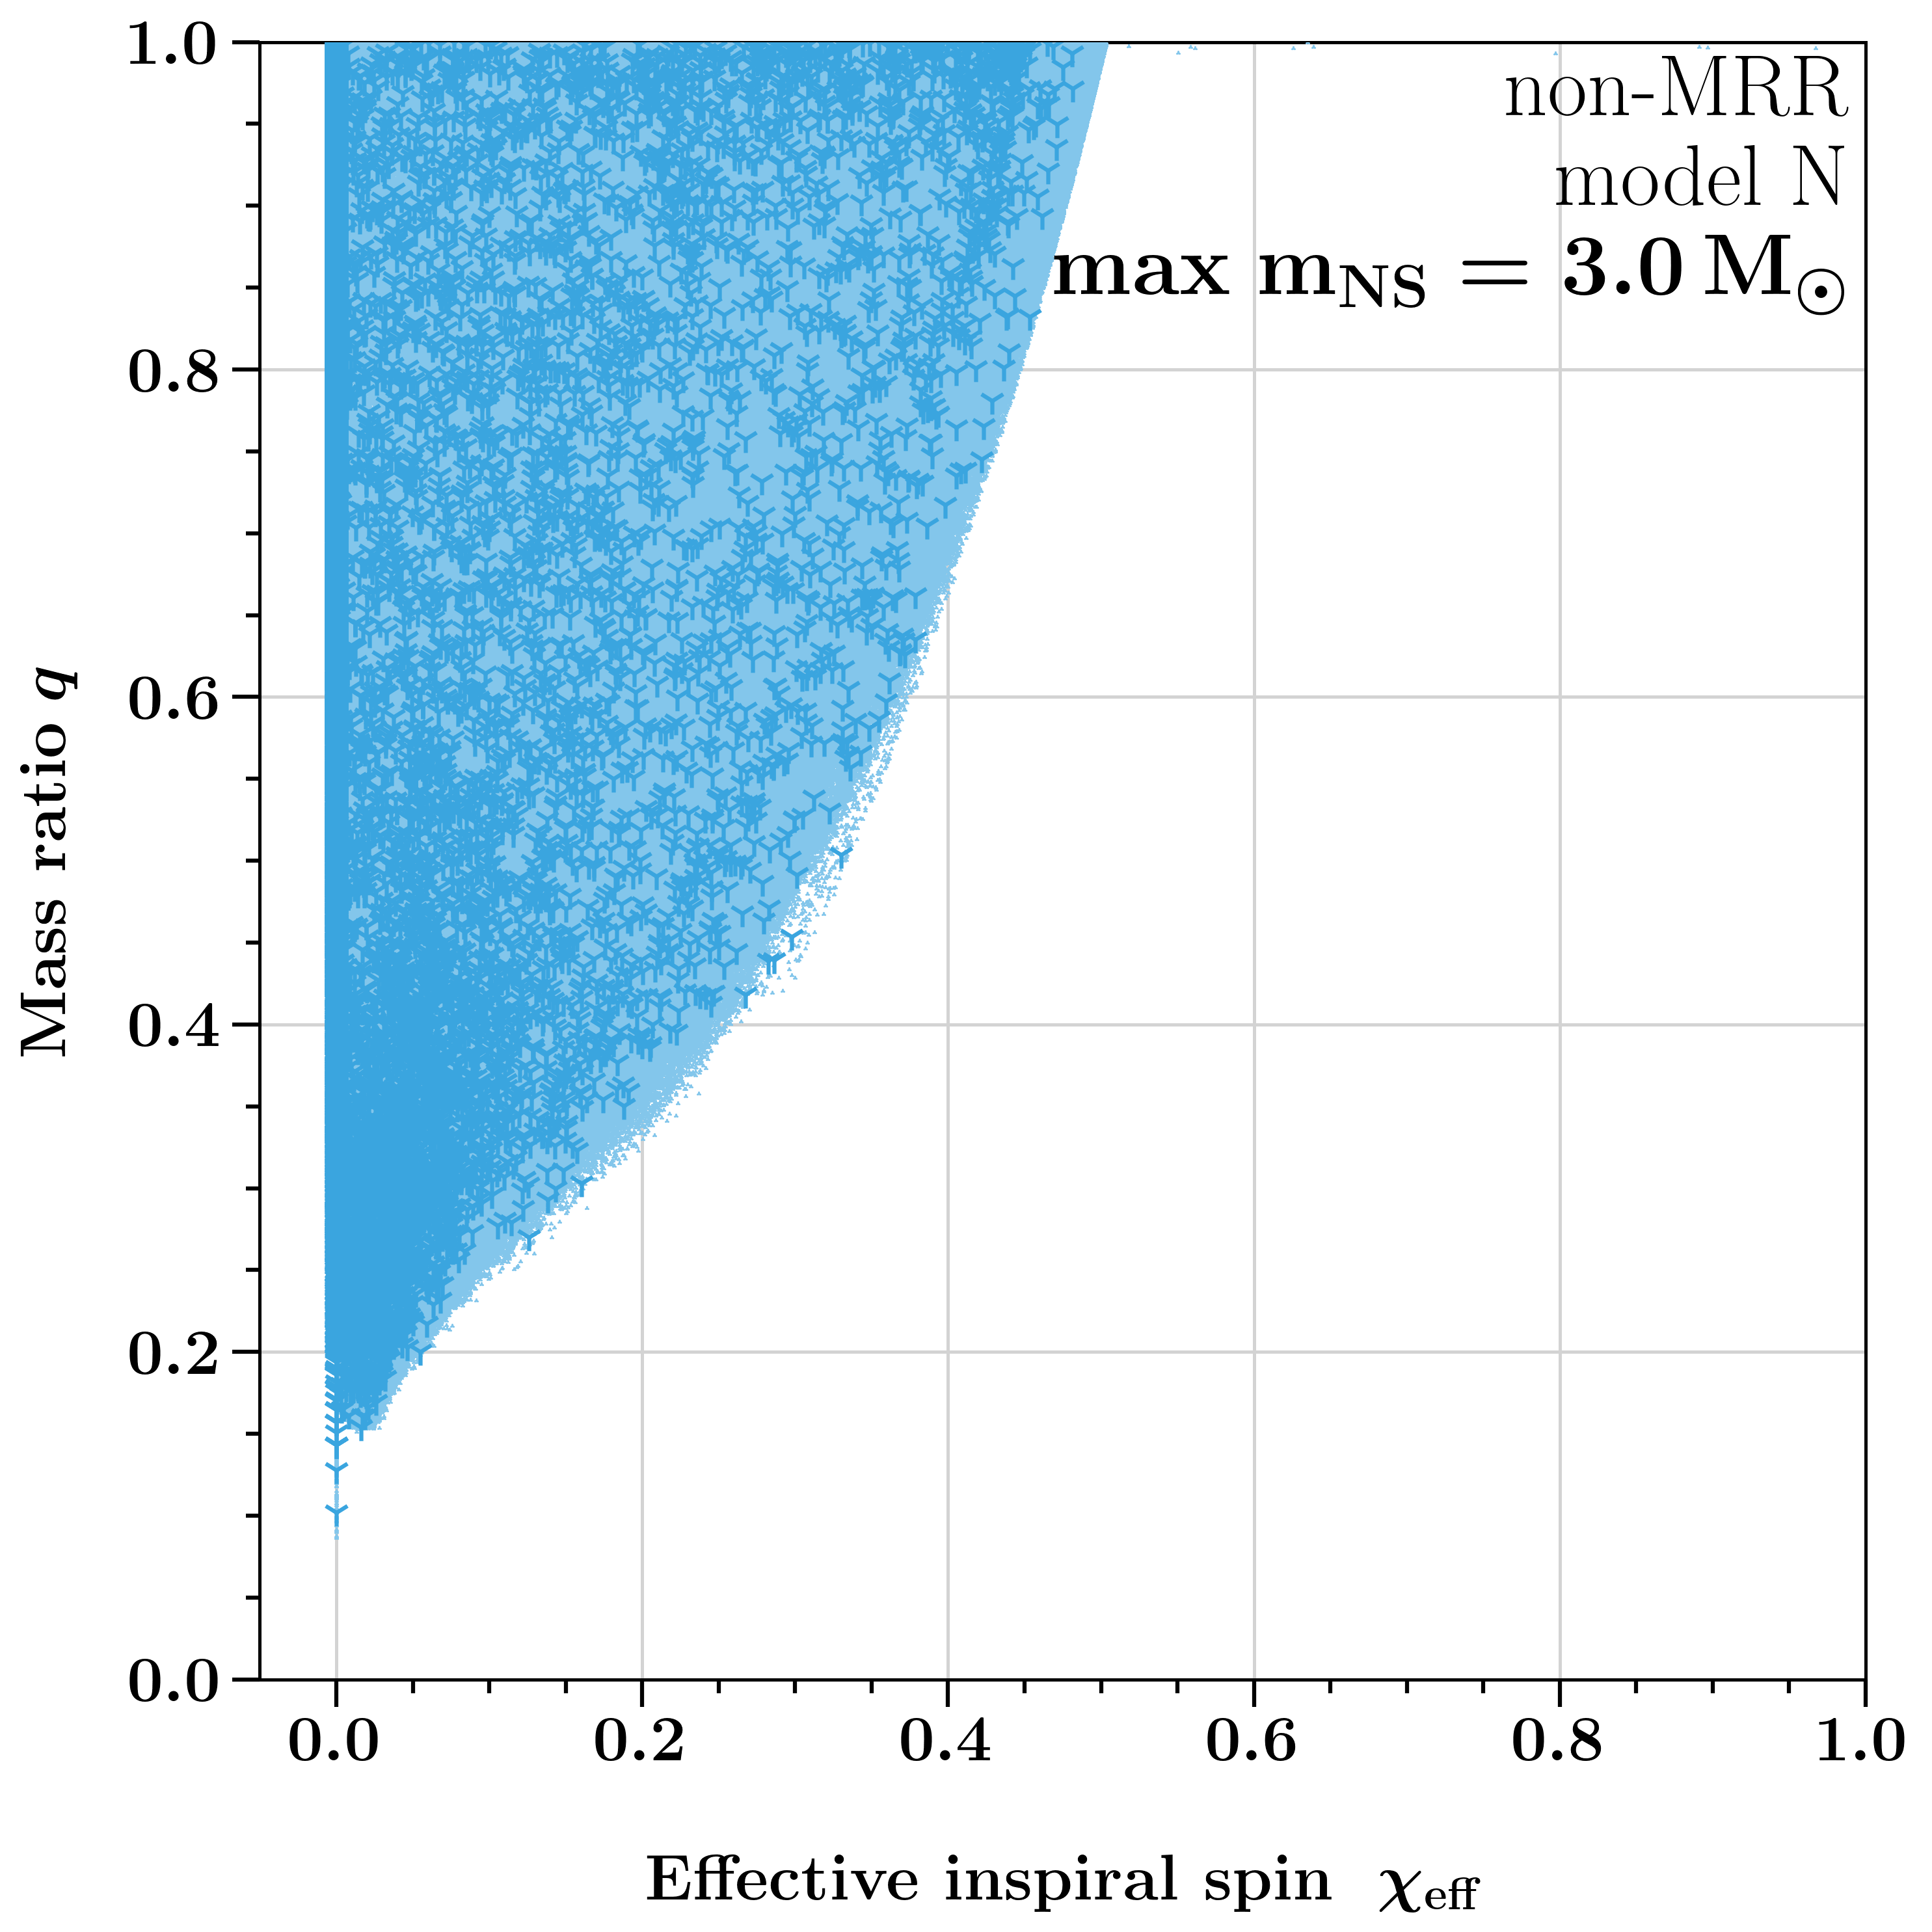 1.0
0.8
0.6
0.4
0.2
0.0
Mass ratio q
non-MRR
model N
max m_NS = 3.0 M_⊙
0.0 0.2 0.4 0.6 0.8 1.0
Effective inspiral spin χ_eff